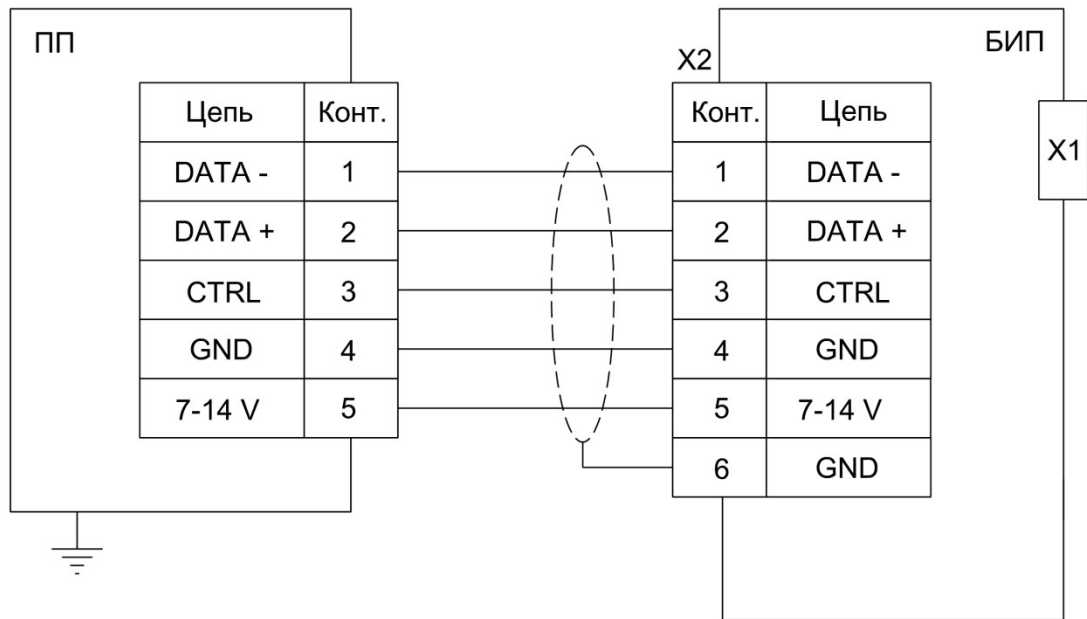 ПП
БИП
X2
X1
Цепь Конт.
DATA - 1
DATA + 2
CTRL 3
GND 4
7-14 V 5
Конт. Цепь
1 DATA -
2 DATA +
3 CTRL
4 GND
5 7-14 V
6 GND